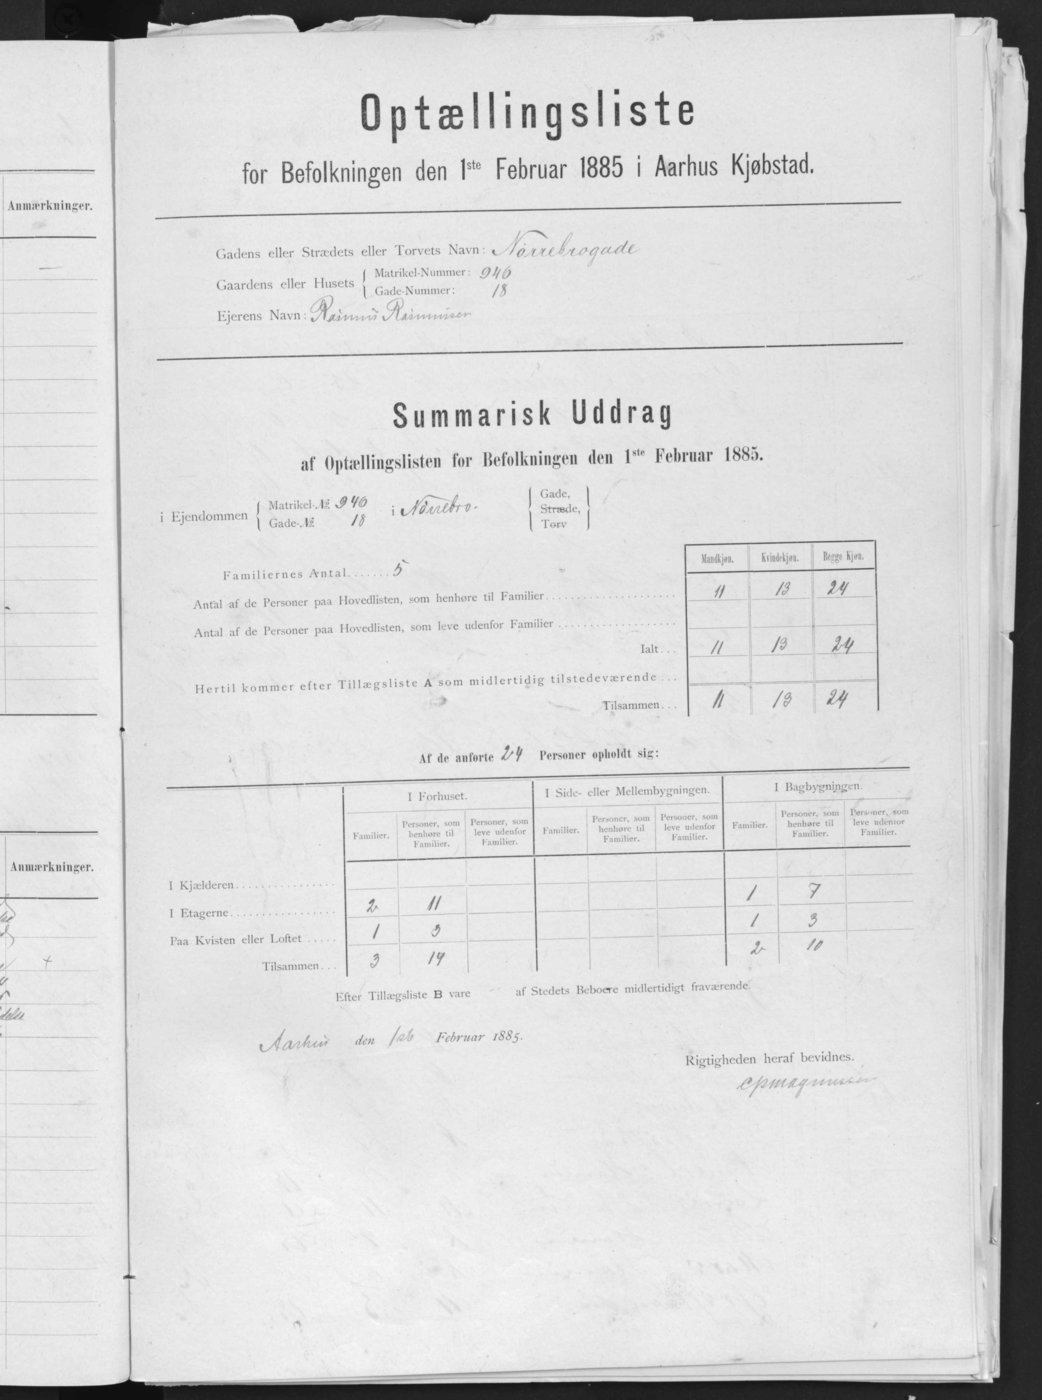 Optællingsliste
for Befolkningen den 1ste Februar 1885 i Aarhus Kjøbstad.
Anmærkninger.
Gadens eller Strædets eller Torvets Navn: Nørrebrogade
Gaardens eller Husets { Matrikel-Nummer: 940
Gade-Nummer: 18
Ejerens Navn: Rasmus Rasmussen
Summarisk Uddrag
af Optællingslisten for Befolkningen den 1ste Februar 1885.
i Ejendommen { Matrikel-№ 940 i Nørrebro. { Gade, }
Gade-№ 18 Stræde,
Torv
Mandkjøn. Kvindekjøn. Begge Kjøn.
Familiernes Antal....... 5
Antal af de Personer paa Hovedlisten, som henhøre til Familier 11 13 24
Antal af de Personer paa Hovedlisten, som leve udenfor Familier
Ialt... 11 13 24
Hertil kommer efter Tillægsliste A som midlertidig tilstedeværende ...
Tilsammen... 11 13 24
Af de anførte 24 Personer opholdt sig:
I Forhuset. I Side- eller Mellembygningen. I Bagbygningen.
Familier. Personer, som henhøre til Familier. Personer, som leve udenfor Familier. Familier. Personer, som henhøre til Familier. Personer, som leve udenfor Familier. Familier. Personer, som henhøre til Familier. Personer, som leve udenfor Familier.
Anmærkninger.
I Kjælderen
I Etagerne 2 11 1 7
Paa Kvisten eller Loftet 1 3 1 3
Tilsammen... 3 14 2 10
Efter Tillægsliste B vare af Stedets Beboere midlertidigt fraværende.
Aarhus den 1ste Februar 1885.
Rigtigheden heraf bevidnes.
CPMagnussen